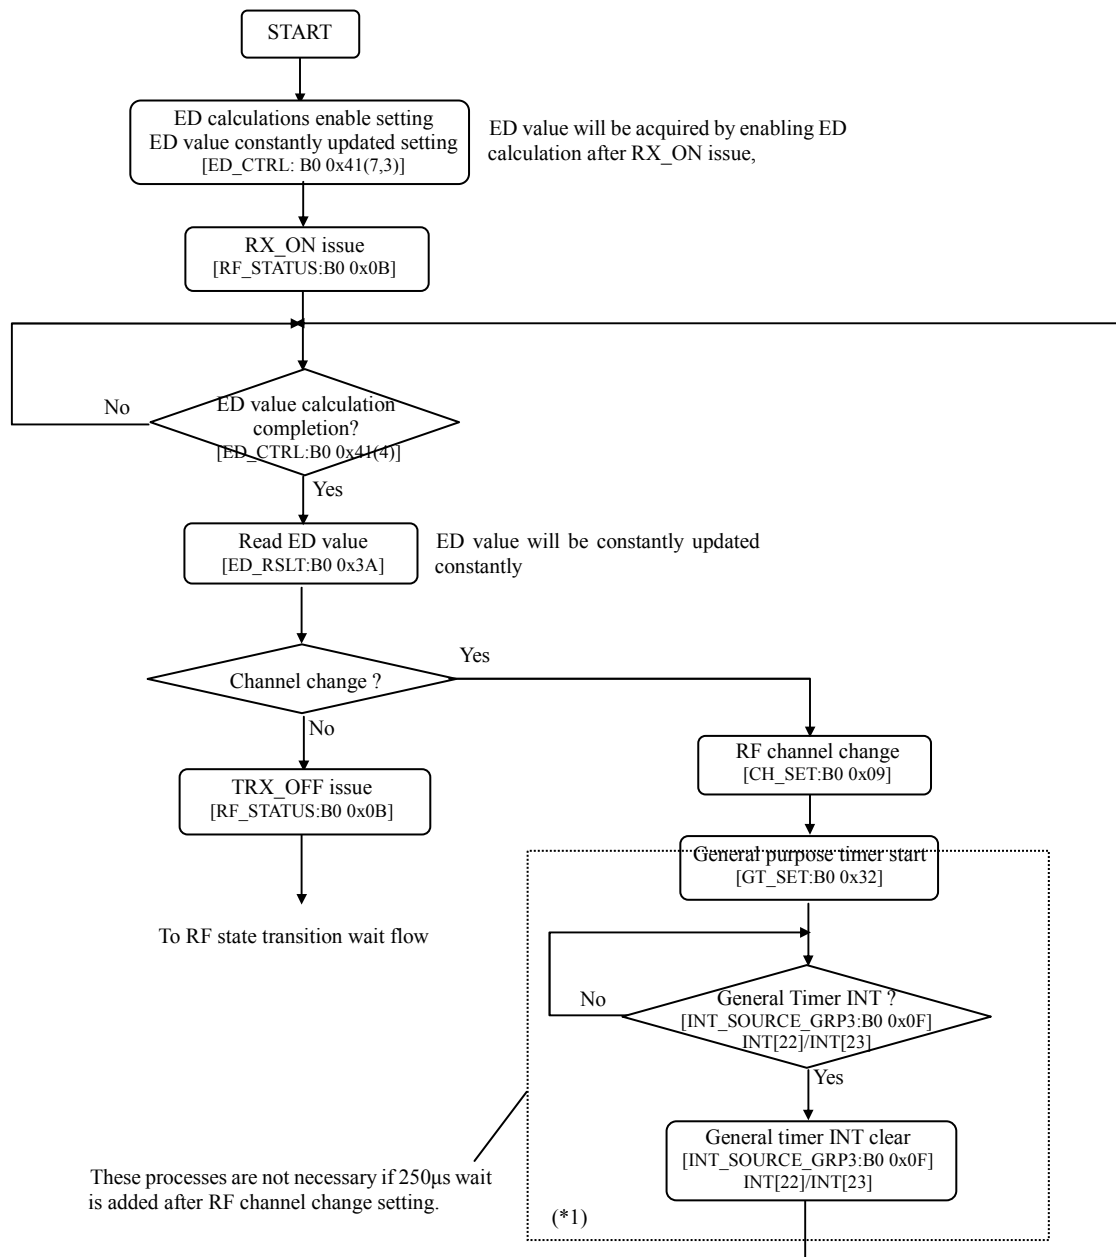 START
ED calculations enable setting
ED value constantly updated setting
[ED_CTRL: B0 0x41(7,3)]
ED value will be acquired by enabling ED
calculation after RX_ON issue,
RX_ON issue
[RF_STATUS:B0 0x0B]
No
ED value calculation
completion?
[ED_CTRL:B0 0x41(4)]
Yes
Read ED value
[ED_RSLT:B0 0x3A]
ED value will be constantly updated
constantly
Channel change ?
Yes
No
TRX_OFF issue
[RF_STATUS:B0 0x0B]
To RF state transition wait flow
RF channel change
[CH_SET:B0 0x09]
General purpose timer start
[GT_SET:B0 0x32]
No
General Timer INT ?
[INT_SOURCE_GRP3:B0 0x0F]
INT[22]/INT[23]
Yes
General timer INT clear
[INT_SOURCE_GRP3:B0 0x0F]
INT[22]/INT[23]
These processes are not necessary if 250μs wait
is added after RF channel change setting.
(*1)